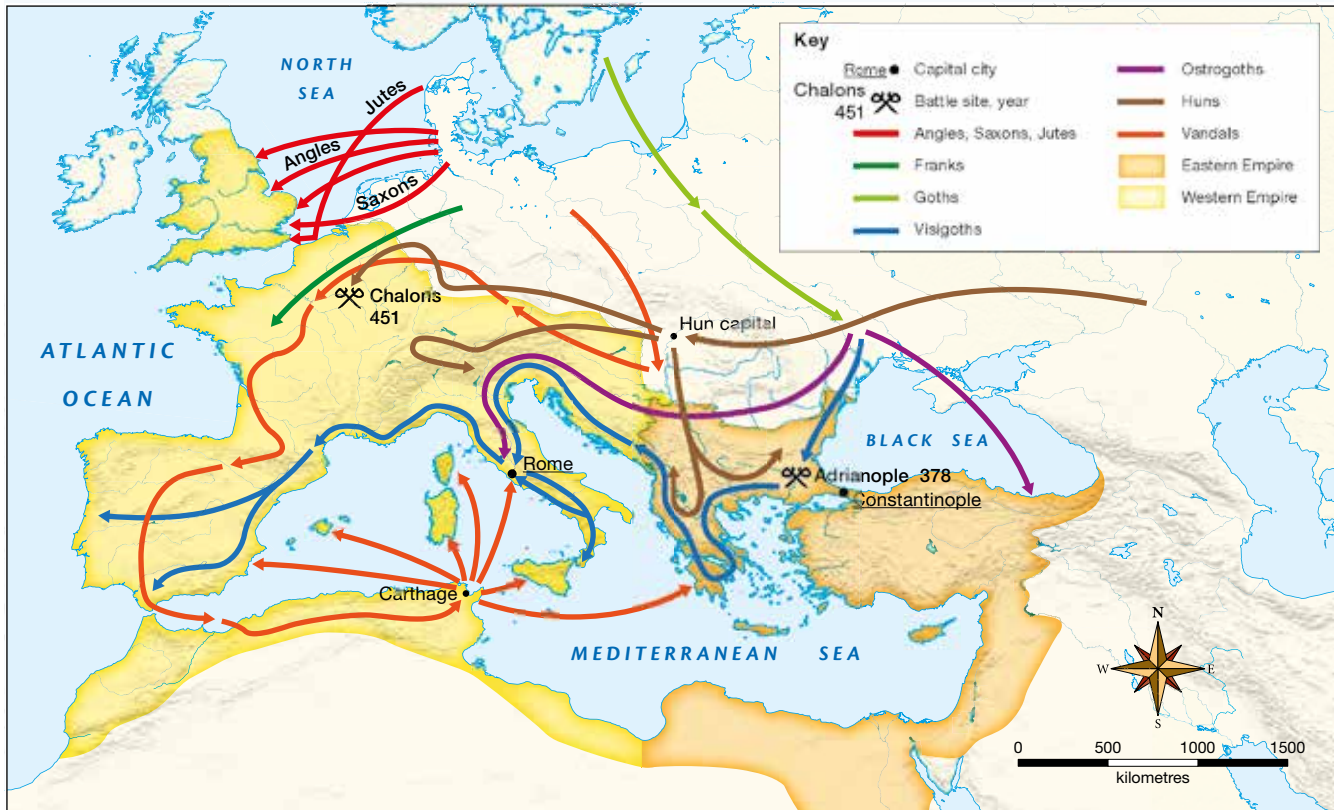 NORTH
SEA
Jutes
Angles
Saxons
Key
Rome Capital city
Chalons
451 Battle site, year
Angles, Saxons, Jutes
Franks
Goths
Visigoths
Ostrogoths
Huns
Vandals
Eastern Empire
Western Empire
Chalons
451
Hun capital
ATLANTIC
OCEAN
BLACK SEA
Rome
Adrianople 378
Constantinople
Carthage
MEDITERRANEAN SEA
N
W E
S
0 500 1000 1500
kilometres